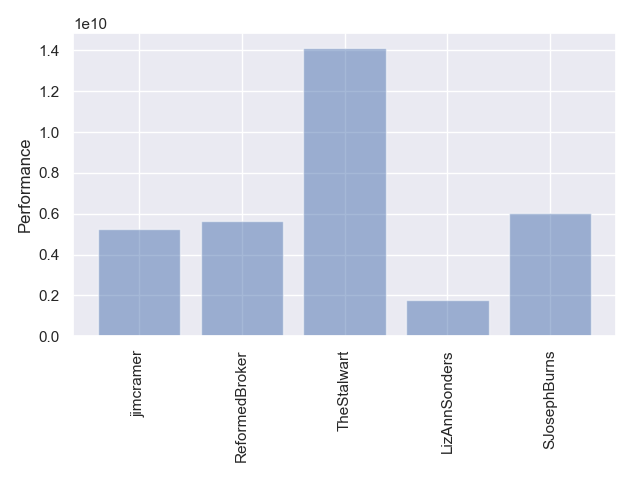 1e10
1.4
1.2
1.0
0.8
0.6
0.4
0.2
0.0
Performance
jimcramer
ReformedBroker
TheStalwart
LizAnnSonders
SJosephBurns